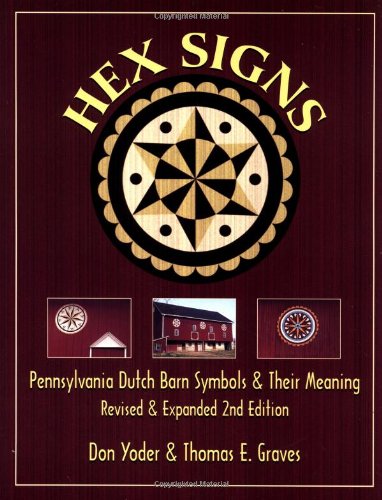 HEX SIGNS
Pennsylvania Dutch Barn Symbols & Their Meaning
Revised & Expanded 2nd Edition
Don Yoder & Thomas E. Graves